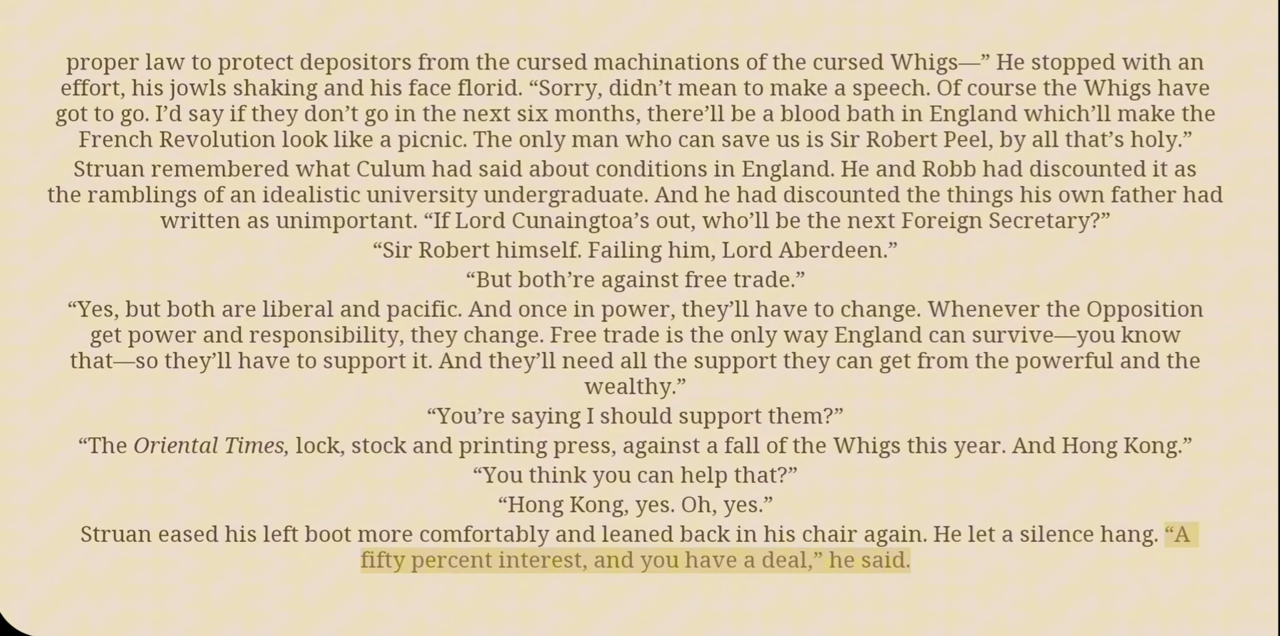 proper law to protect depositors from the cursed machinations of the cursed Whigs—” He stopped with an
effort, his jowls shaking and his face florid. “Sorry, didn’t mean to make a speech. Of course the Whigs have
got to go. I’d say if they don’t go in the next six months, there’ll be a blood bath in England which’ll make the
French Revolution look like a picnic. The only man who can save us is Sir Robert Peel, by all that’s holy.”
Struan remembered what Culum had said about conditions in England. He and Robb had discounted it as
the ramblings of an idealistic university undergraduate. And he had discounted the things his own father had
written as unimportant. “If Lord Cunaingtoa’s out, who’ll be the next Foreign Secretary?”
“Sir Robert himself. Failing him, Lord Aberdeen.”
“But both’re against free trade.”
“Yes, but both are liberal and pacific. And once in power, they’ll have to change. Whenever the Opposition
get power and responsibility, they change. Free trade is the only way England can survive—you know
that—so they’ll have to support it. And they’ll need all the support they can get from the powerful and the
wealthy.”
“You’re saying I should support them?”
“The Oriental Times, lock, stock and printing press, against a fall of the Whigs this year. And Hong Kong.”
“You think you can help that?”
“Hong Kong, yes. Oh, yes.”
Struan eased his left boot more comfortably and leaned back in his chair again. He let a silence hang. “A
fifty percent interest, and you have a deal,” he said.